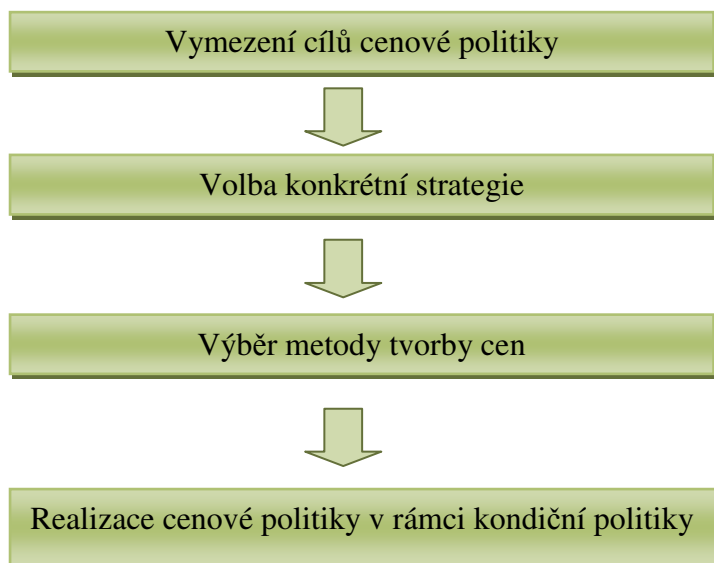 Vymezení cílů cenové politiky
Volba konkrétní strategie
Výběr metody tvorby cen
Realizace cenové politiky v rámci kondiční politiky